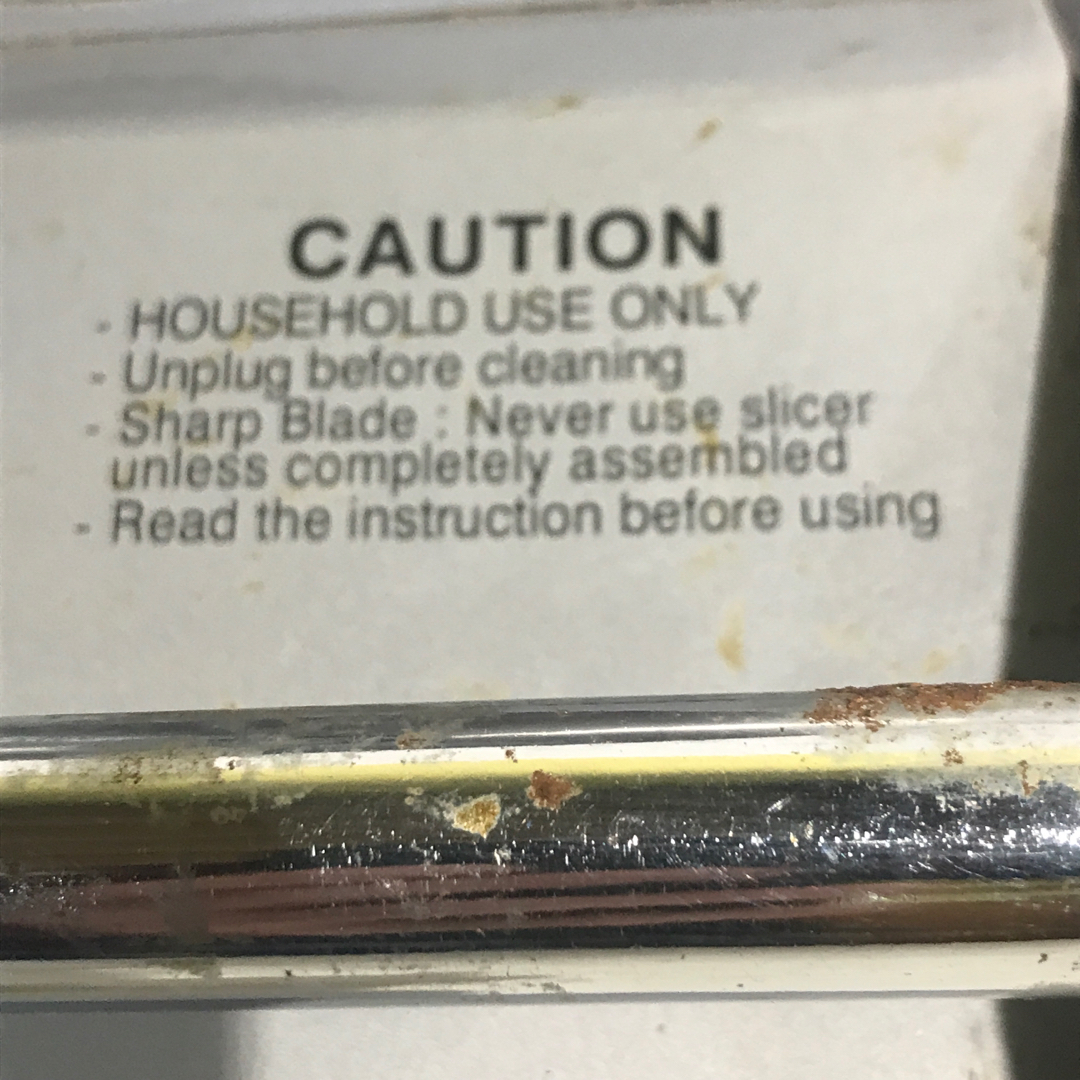 CAUTION
- HOUSEHOLD USE ONLY
- Unplug before cleaning
- Sharp Blade : Never use slicer
unless completely assembled
- Read the instruction before using